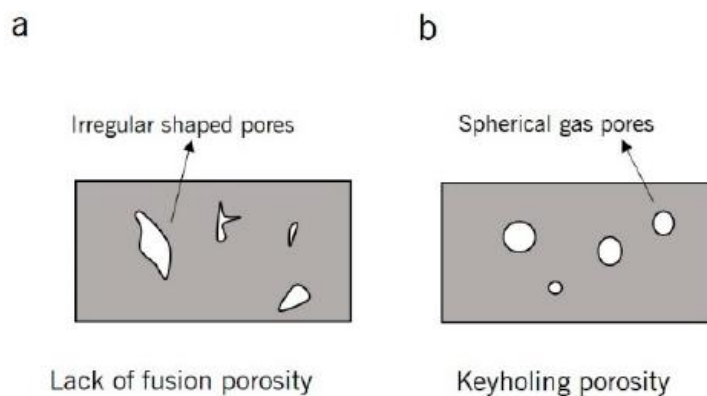 a
b
Irregular shaped pores
Spherical gas pores
Lack of fusion porosity
Keyholing porosity